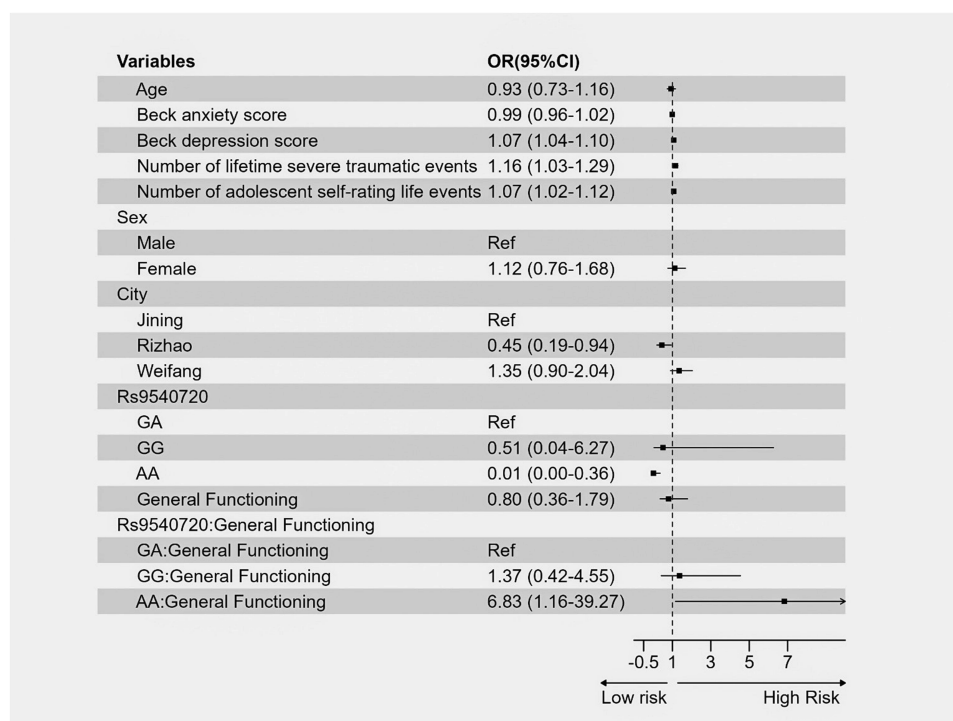 Variables OR(95%CI)
Age 0.93 (0.73-1.16)
Beck anxiety score 0.99 (0.96-1.02)
Beck depression score 1.07 (1.04-1.10)
Number of lifetime severe traumatic events 1.16 (1.03-1.29)
Number of adolescent self-rating life events 1.07 (1.02-1.12)
Sex
Male Ref
Female 1.12 (0.76-1.68)
City
Jining Ref
Rizhao 0.45 (0.19-0.94)
Weifang 1.35 (0.90-2.04)
Rs9540720
GA Ref
GG 0.51 (0.04-6.27)
AA 0.01 (0.00-0.36)
General Functioning 0.80 (0.36-1.79)
Rs9540720:General Functioning
GA:General Functioning Ref
GG:General Functioning 1.37 (0.42-4.55)
AA:General Functioning 6.83 (1.16-39.27)
-0.5 1 3 5 7
Low risk High Risk